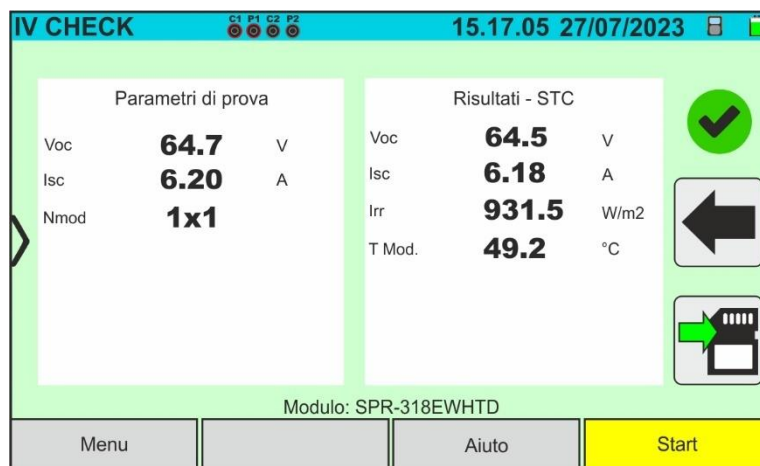 IV CHECK C1 P1 C2 P2 15.17.05 27/07/2023
Parametri di prova
Voc 64.7 V
Isc 6.20 A
Nmod 1x1
Risultati - STC
Voc 64.5 V
Isc 6.18 A
Irr 931.5 W/m2
T Mod. 49.2 °C
Modulo: SPR-318EWHTD
Menu Aiuto Start